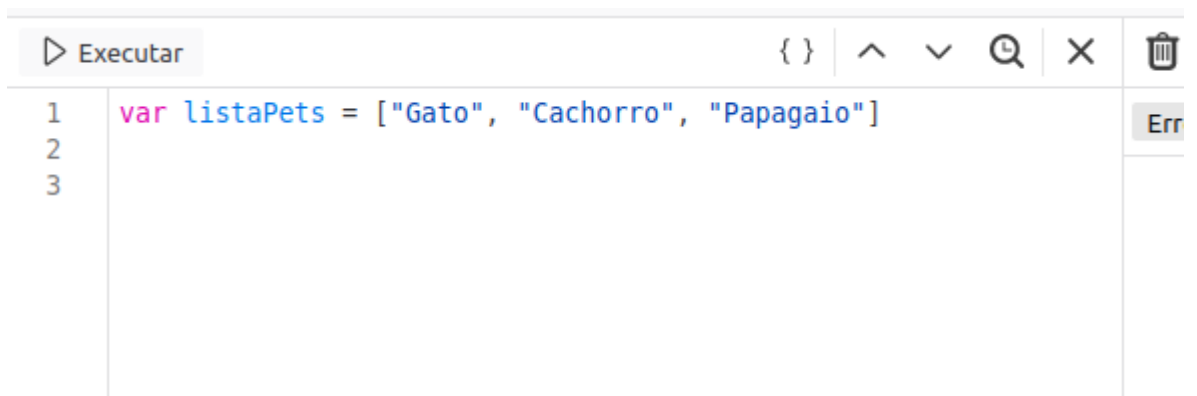 Executar { }
1 var listaPets = ["Gato", "Cachorro", "Papagaio"]
2
3